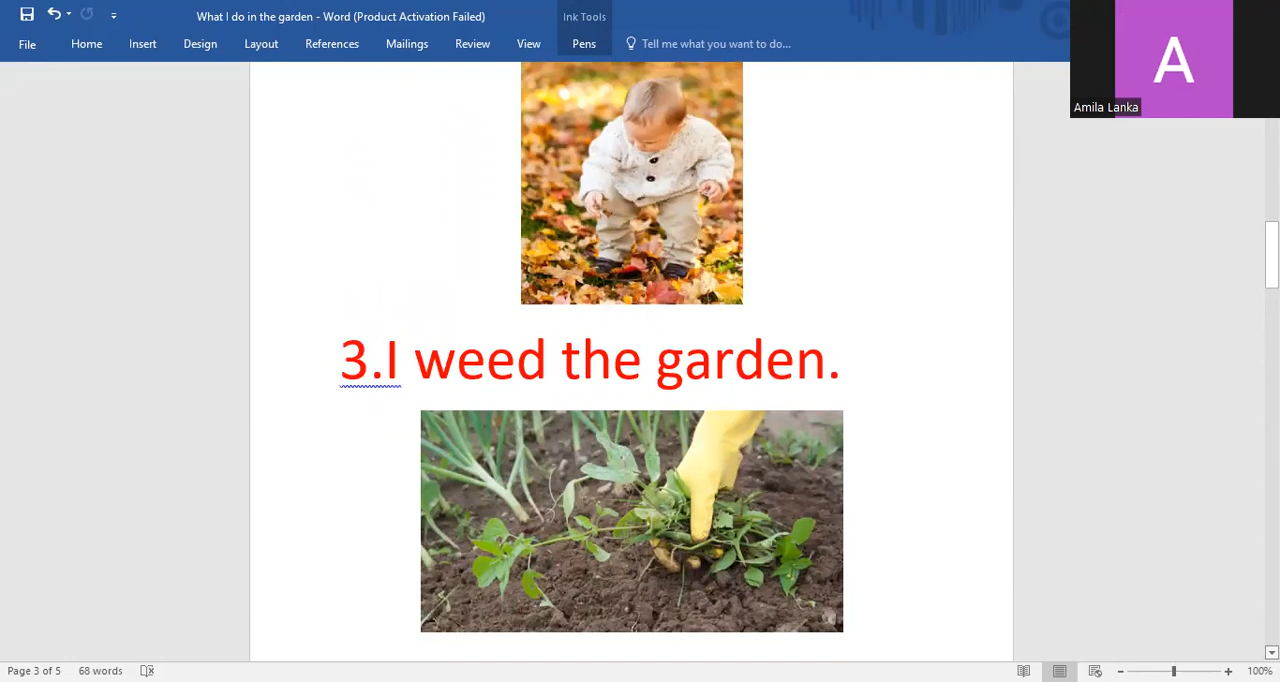 What I do in the garden - Word (Product Activation Failed)
Ink Tools
File Home Insert Design Layout References Mailings Review View Pens Tell me what you want to do...
A
Amila Lanka
3.I weed the garden.
Page 3 of 5 68 words 100%